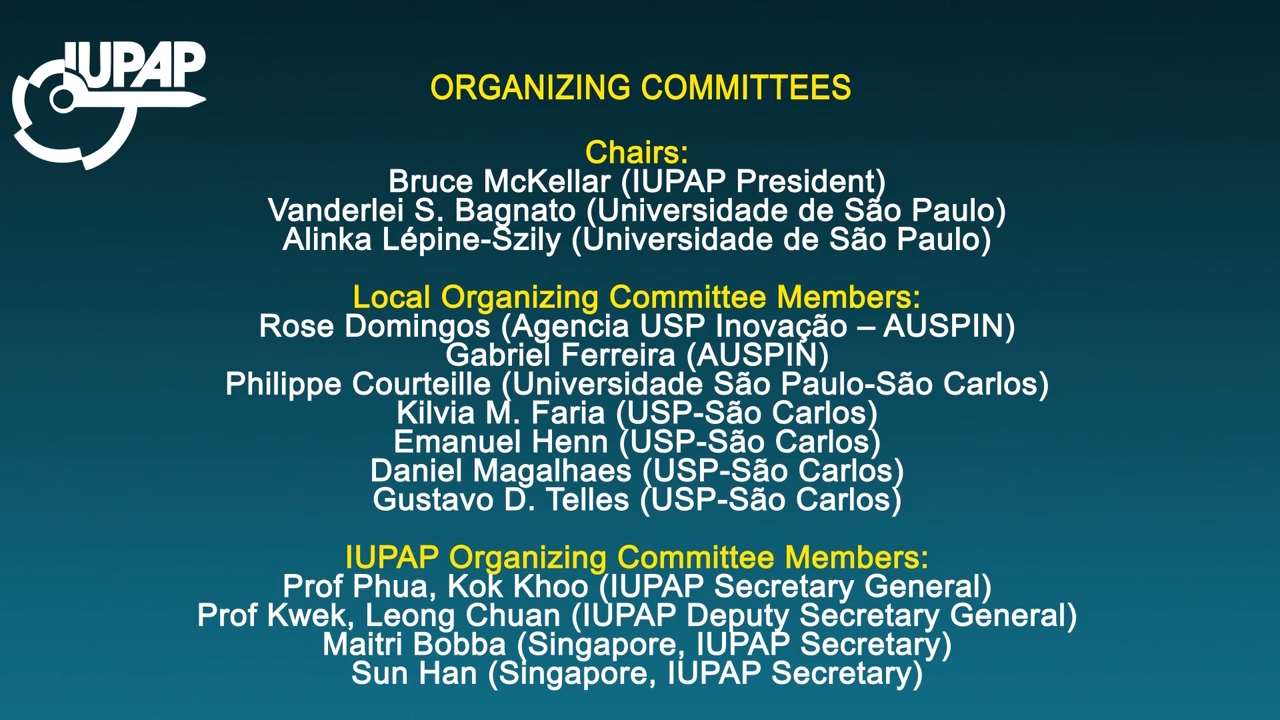 IUPAP
ORGANIZING COMMITTEES
Chairs:
Bruce McKellar (IUPAP President)
Vanderlei S. Bagnato (Universidade de São Paulo)
Alinka Lépine-Szily (Universidade de São Paulo)
Local Organizing Committee Members:
Rose Domingos (Agencia USP Inovação – AUSPIN)
Gabriel Ferreira (AUSPIN)
Philippe Courteille (Universidade São Paulo-São Carlos)
Kilvia M. Faria (USP-São Carlos)
Emanuel Henn (USP-São Carlos)
Daniel Magalhaes (USP-São Carlos)
Gustavo D. Telles (USP-São Carlos)
IUPAP Organizing Committee Members:
Prof Phua, Kok Khoo (IUPAP Secretary General)
Prof Kwek, Leong Chuan (IUPAP Deputy Secretary General)
Maitri Bobba (Singapore, IUPAP Secretary)
Sun Han (Singapore, IUPAP Secretary)